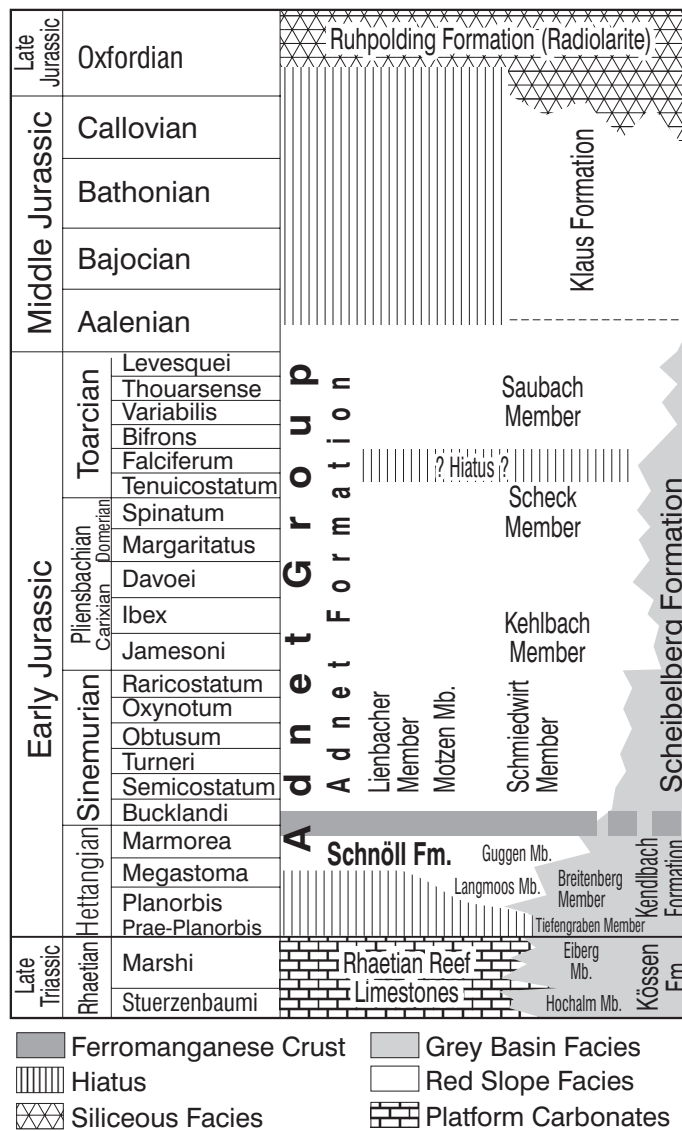 Late
Jurassic
Oxfordian
Ruhpolding Formation (Radiolarite)
Middle Jurassic
Callovian
Bathonian
Bajocian
Aalenian
Klaus Formation
Early Jurassic
Toarcian
Levesquei
Thouarsense
Variabilis
Bifrons
Falciferum
Tenuicostatum
Pliensbachian
Carixian
Domerian
Spinatum
Margaritatus
Davoei
Ibex
Jamesoni
Sinemurian
Raricostatum
Oxynotum
Obtusum
Turneri
Semicostatum
Bucklandi
Hettangian
Marmorea
Megastoma
Planorbis
Prae-Planorbis
Adnet Group
Adnet Formation
Saubach
Member
? Hiatus ?
Scheck
Member
Kehlbach
Member
Lienbacher
Member
Motzen Mb.
Schmiedwirt
Member
Scheibelberg Formation
Schnöll Fm.
Guggen Mb.
Langmoos Mb.
Breitenberg
Member
Tiefengraben Member
Kendlbach
Formation
Late
Triassic
Rhaetian
Marshi
Stuerzenbaumi
Rhaetian Reef
Limestones
Eiberg
Mb.
Hochalm Mb.
Kössen
Fm
Ferromanganese Crust
Grey Basin Facies
Hiatus
Red Slope Facies
Siliceous Facies
Platform Carbonates